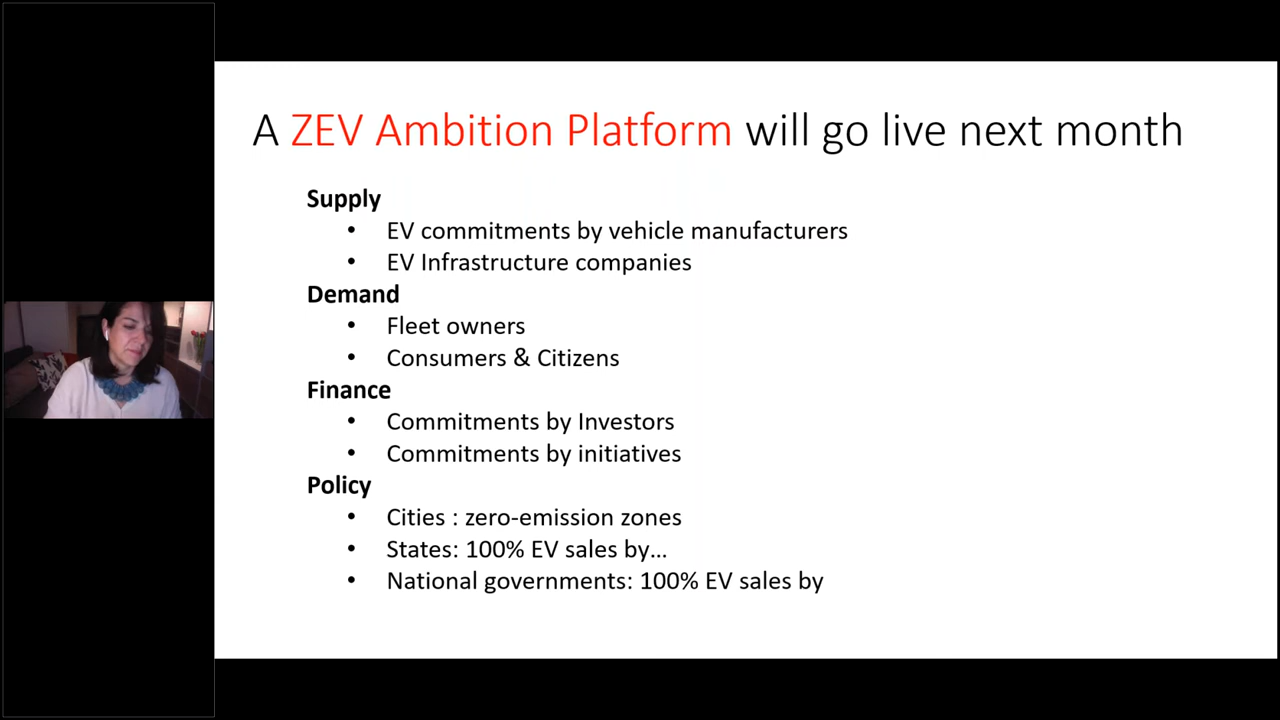 A ZEV Ambition Platform will go live next month
Supply
• EV commitments by vehicle manufacturers
• EV Infrastructure companies
Demand
• Fleet owners
• Consumers & Citizens
Finance
• Commitments by Investors
• Commitments by initiatives
Policy
• Cities : zero-emission zones
• States: 100% EV sales by…
• National governments: 100% EV sales by